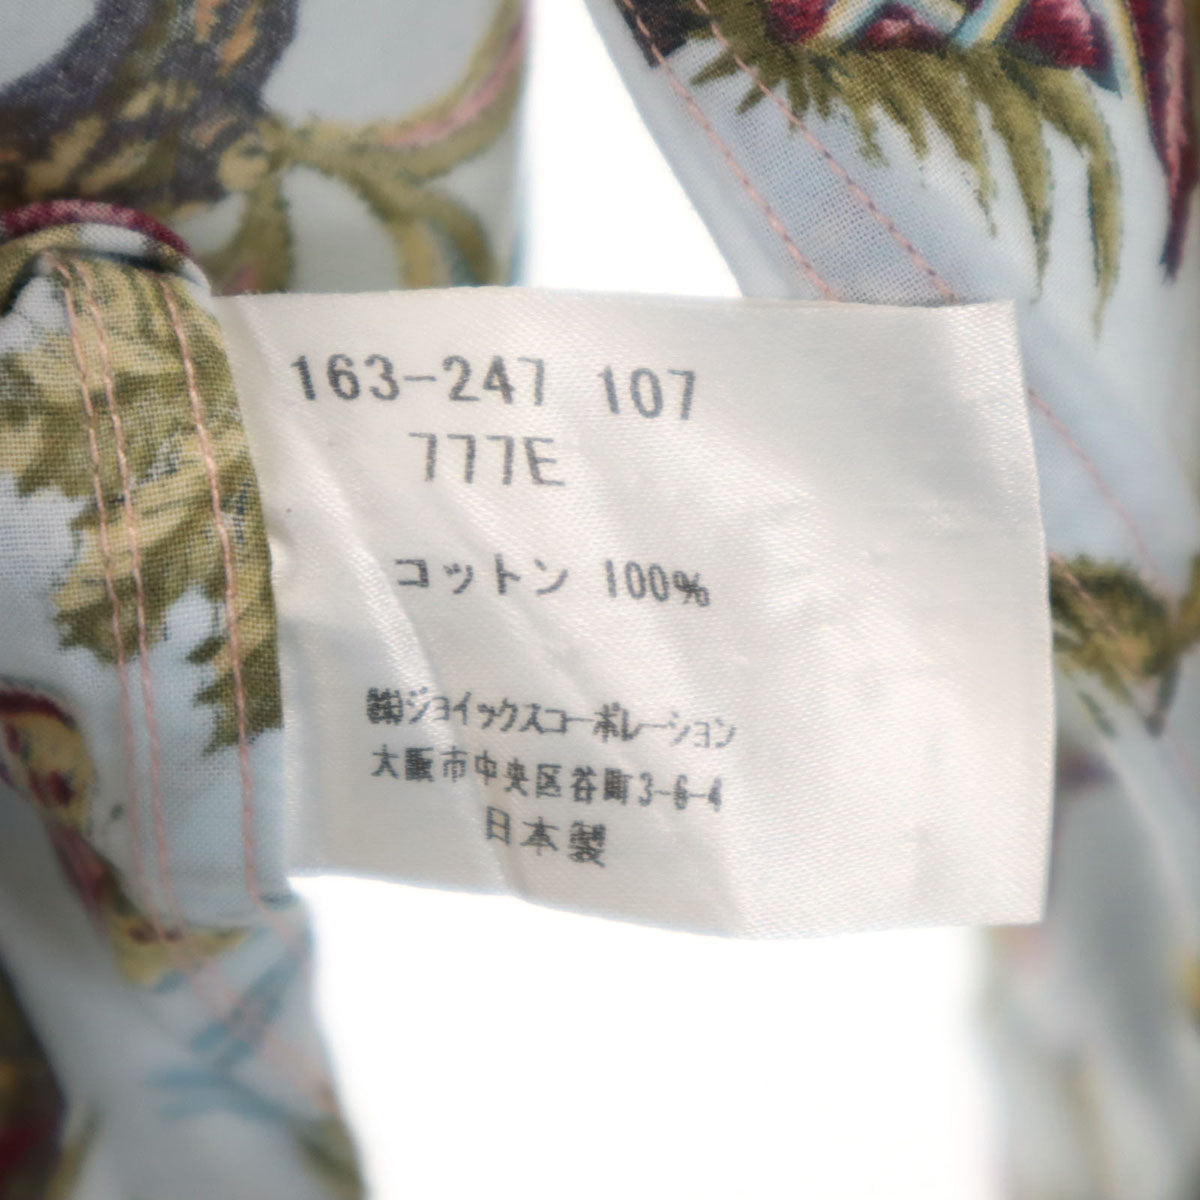 163-247 107
777E
コットン 100%
㈱ジョイックスコーポレーション
大阪市中央区谷町3-6-4
日本製